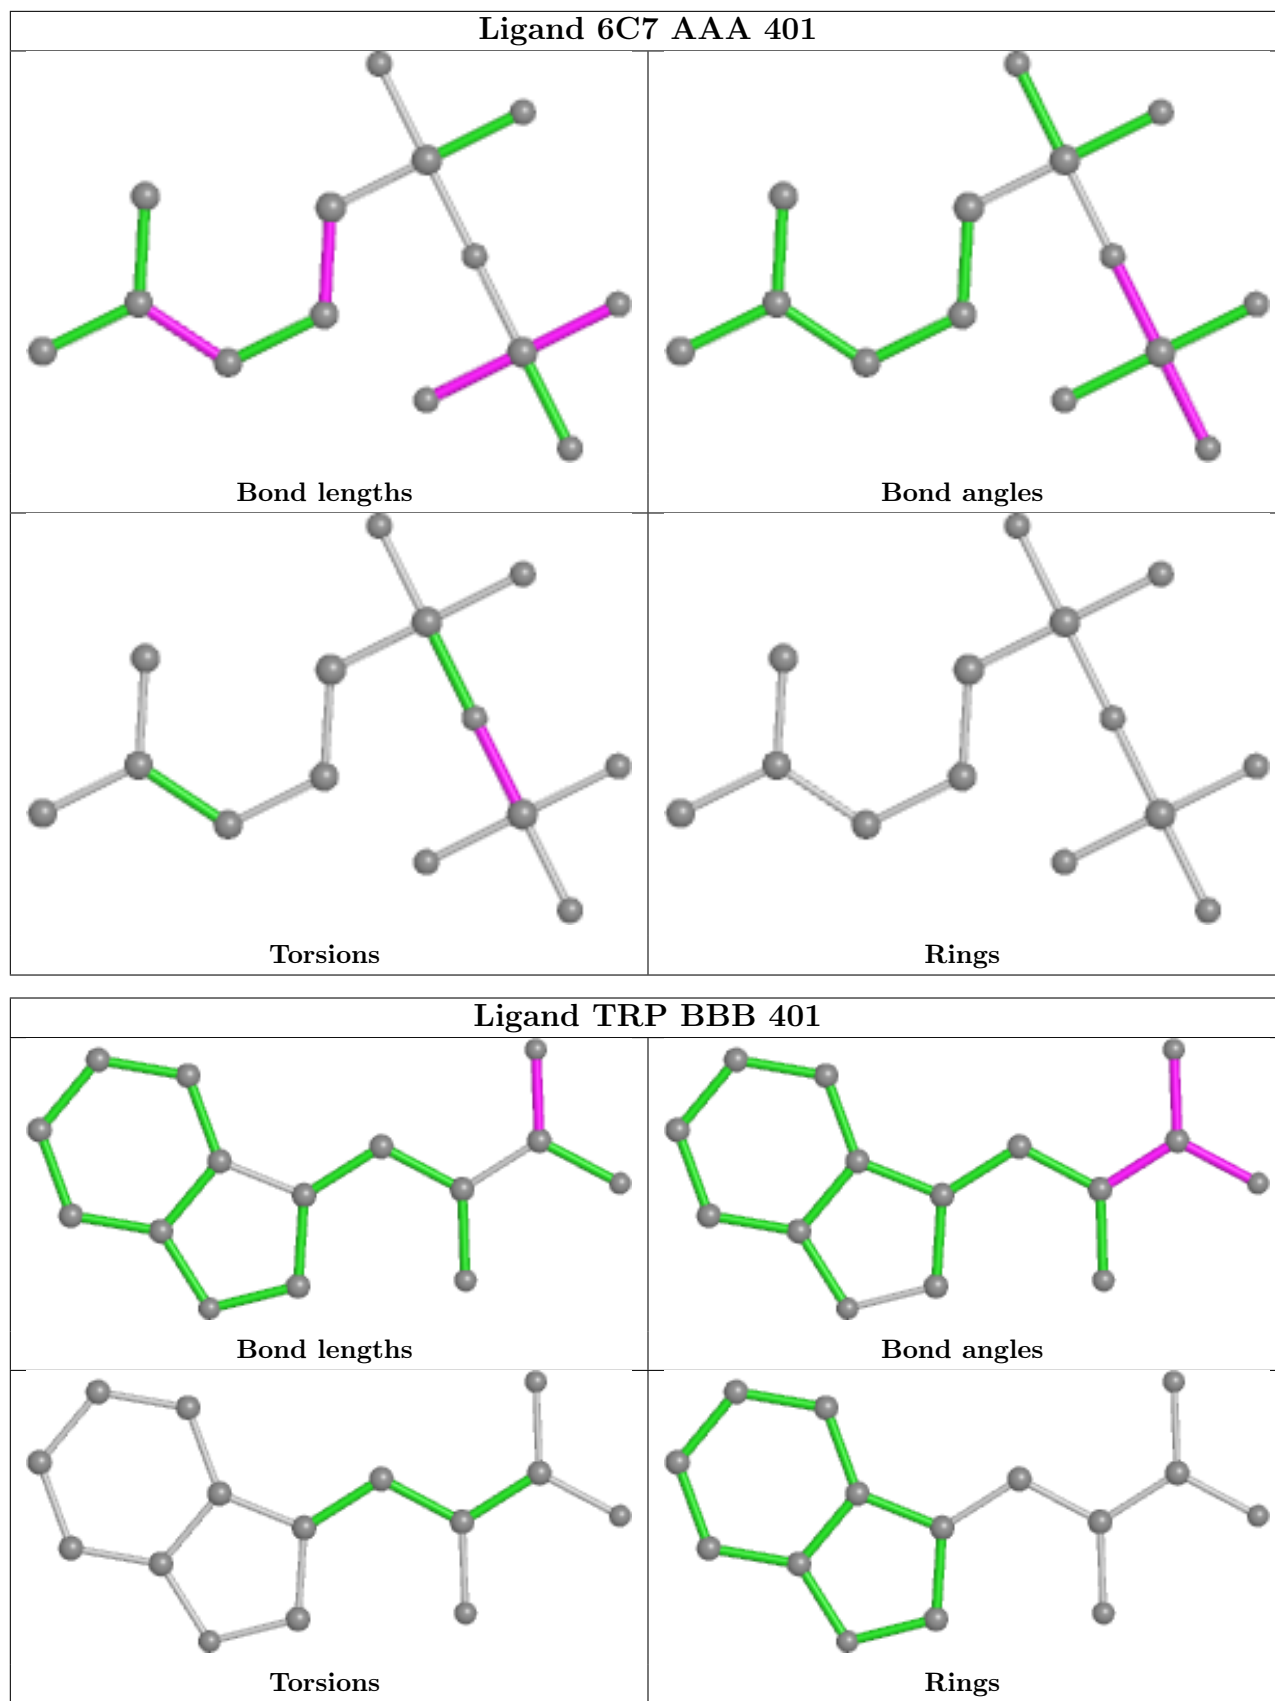 Ligand 6C7 AAA 401
Bond lengths
Bond angles
Torsions
Rings
Ligand TRP BBB 401
Bond lengths
Bond angles
Torsions
Rings